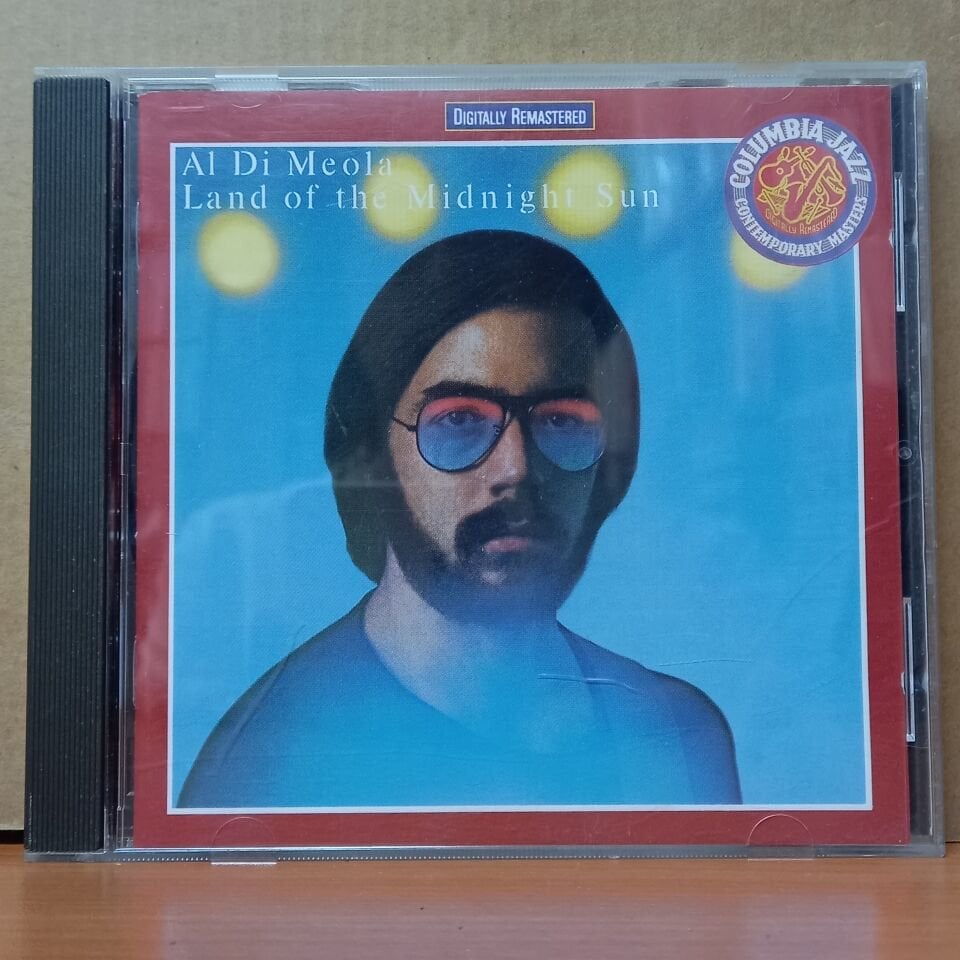 DIGITALLY REMASTERED
Al Di Meola
Land of the Midnight Sun
COLUMBIA JAZZ
DIGITALLY REMASTERED
CONTEMPORARY MASTERS